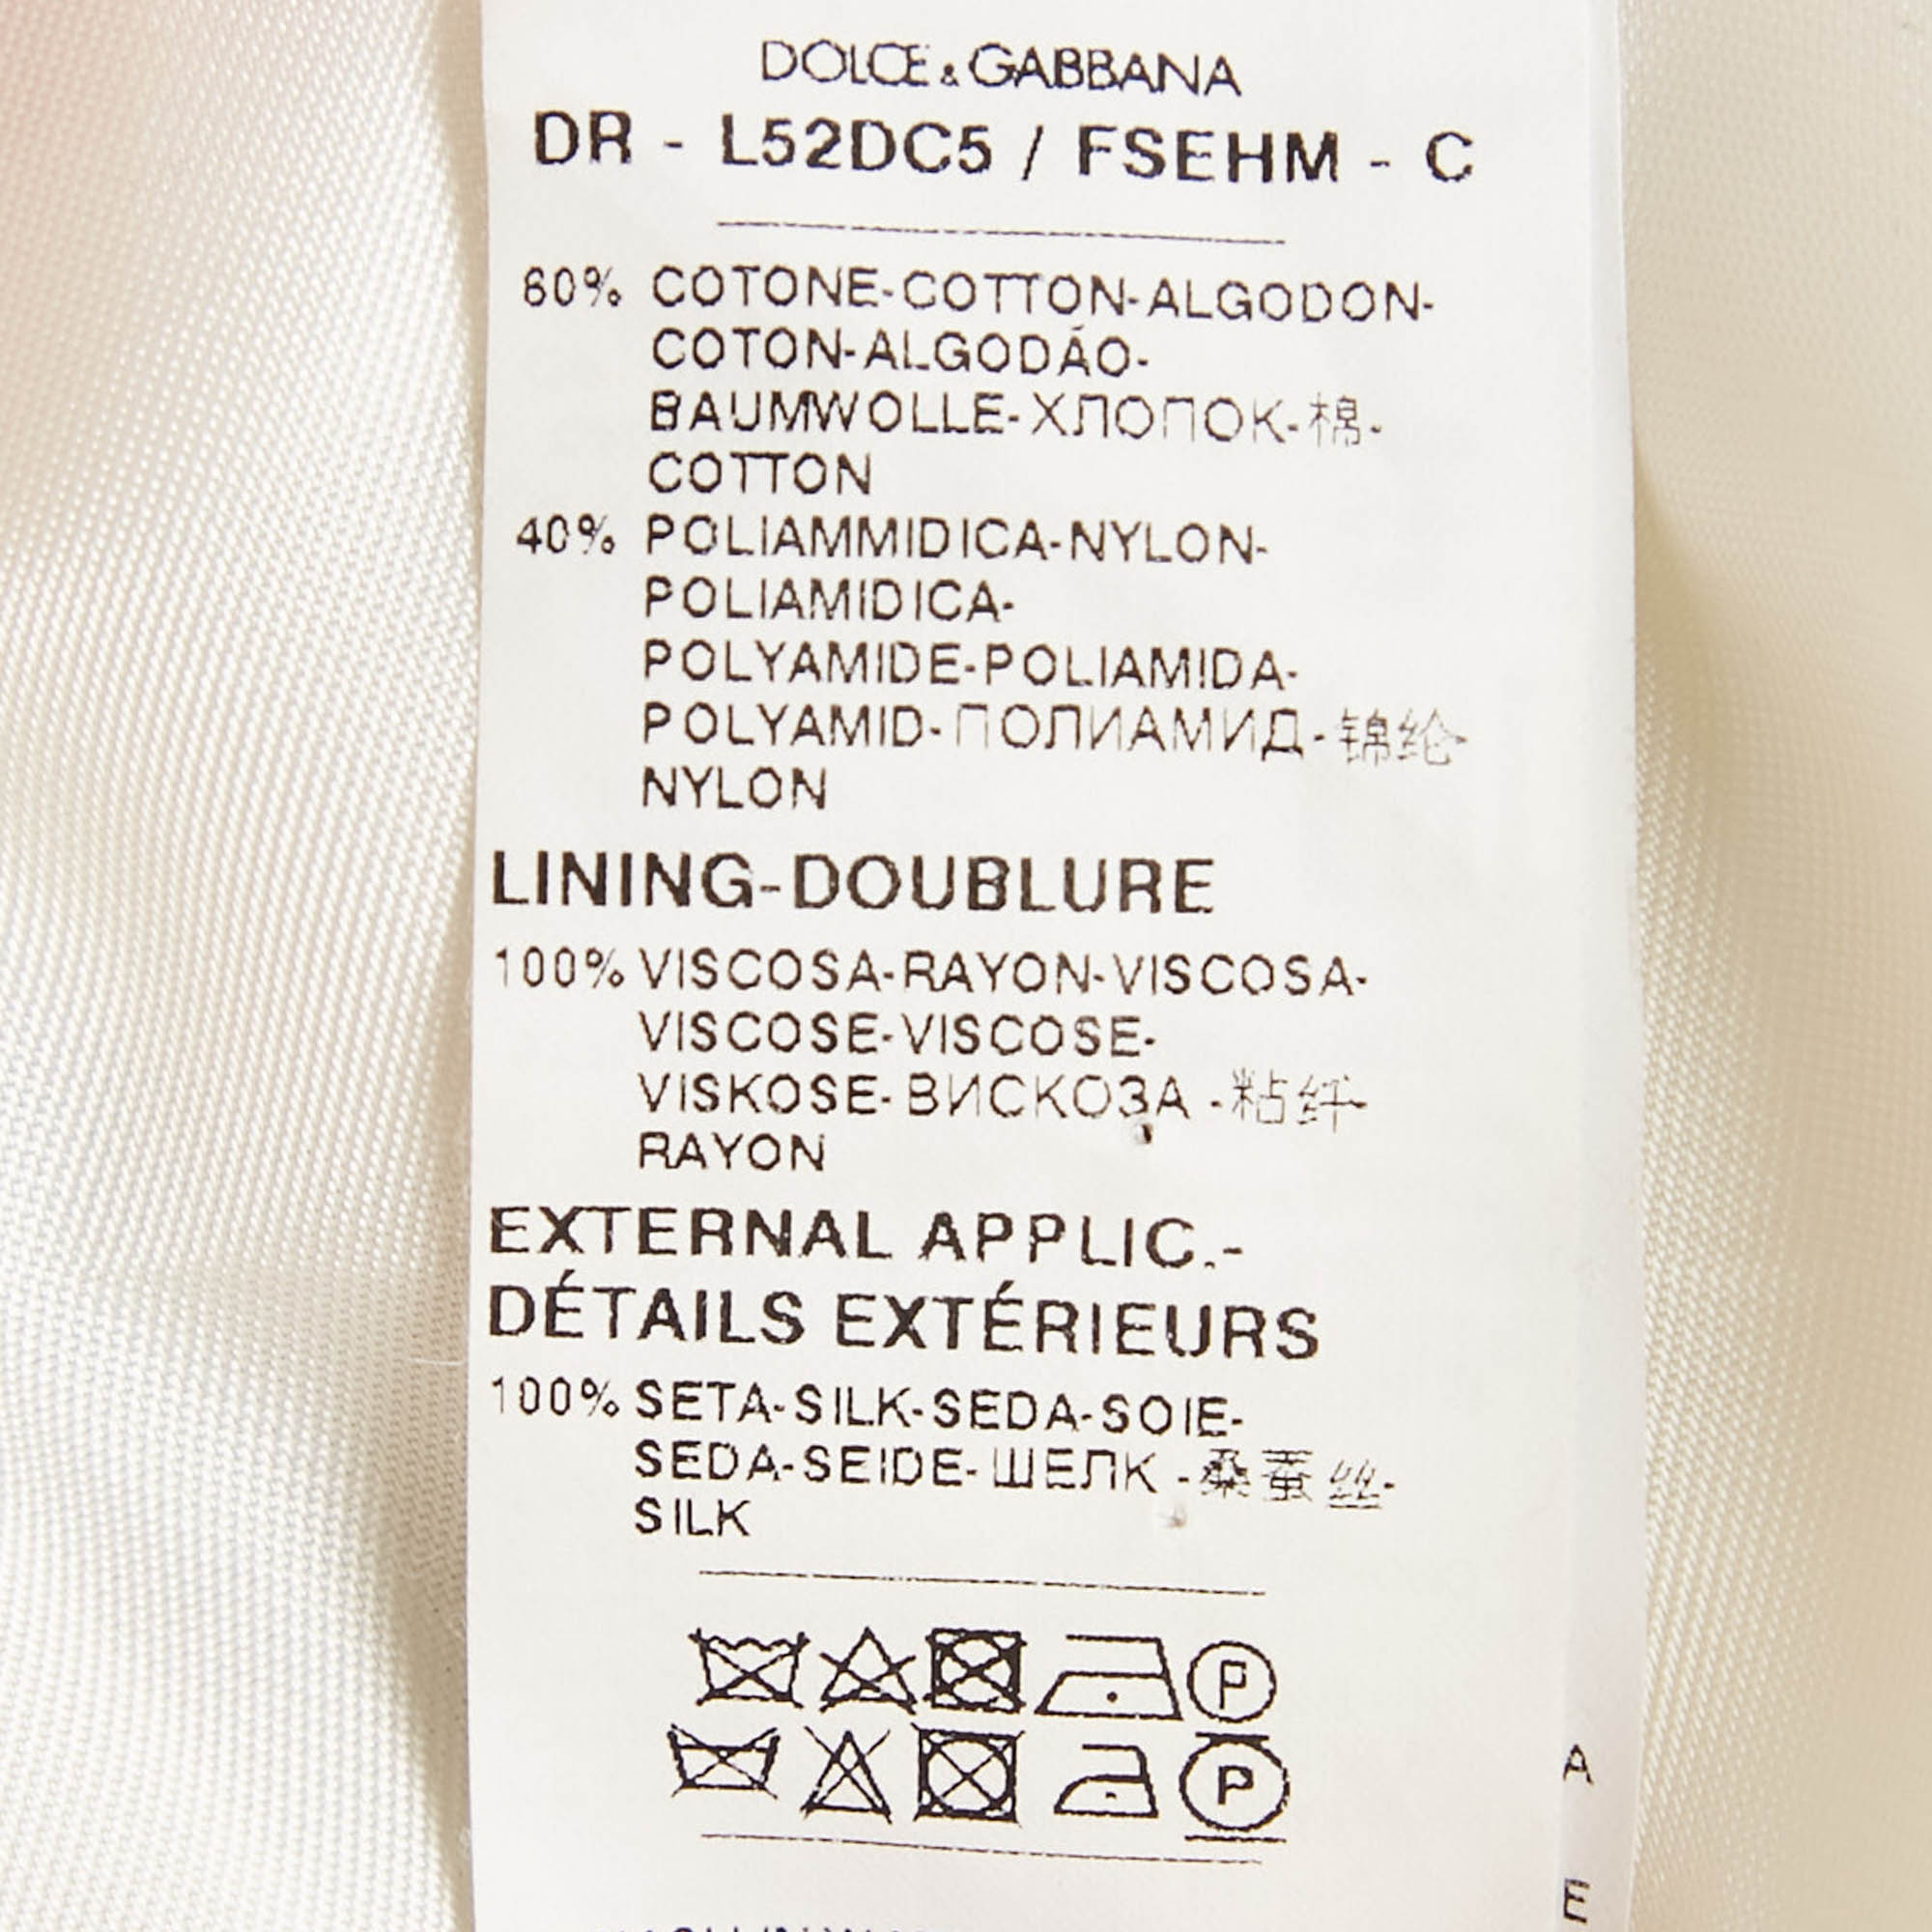 DOLCE & GABBANA
DR - L52DC5 / FSEHM - C
60% COTONE-COTTON-ALGODON-
COTON-ALGODÃO-
BAUMWOLLE-ХЛОПОК-棉-
COTTON
40% POLIAMMIDICA-NYLON-
POLIAMIDICA-
POLYAMIDE-POLIAMIDA-
POLYAMID-ПОЛИАМИД-锦纶-
NYLON
LINING-DOUBLURE
100% VISCOSA-RAYON-VISCOSA-
VISCOSE-VISCOSE-
VISKOSE-ВИСКОЗА -粘纤-
RAYON
EXTERNAL APPLIC.-
DÉTAILS EXTÉRIEURS
100% SETA-SILK-SEDA-SOIE-
SEDA-SEIDE-ШЕЛК -桑蚕丝-
SILK
P
P
A
E